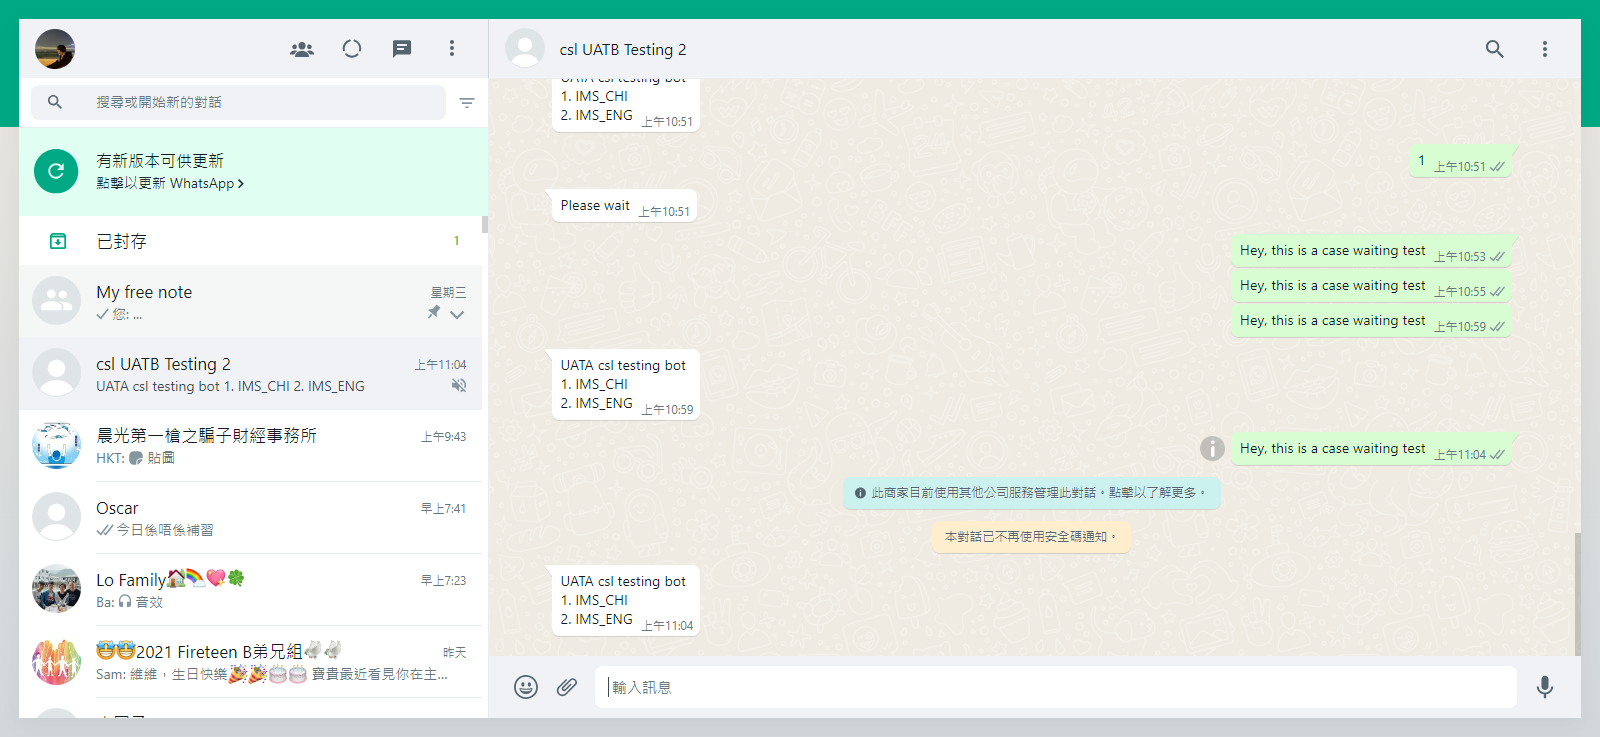 搜尋或開始新的對話
有新版本可供更新
點擊以更新 WhatsApp
已封存
1
My free note
星期三
您: ...
csl UATB Testing 2
上午11:04
UATA csl testing bot 1. IMS_CHI 2. IMS_ENG
晨光第一槍之騙子財經事務所
上午9:43
HKT: 貼圖
Oscar
早上7:41
今日係唔係補習
Lo Family🏠🌈💖🍀
早上7:23
Ba: 音效
🤩🤩2021 Fireteen B弟兄組🕊🕊
昨天
Sam: 維維，生日快樂🎉🎉🎂🎂 寶貴最近看見你在主...
csl UATB Testing 2
UATA csl testing bot
1. IMS_CHI
2. IMS_ENG
上午10:51
1
上午10:51
Please wait
上午10:51
Hey, this is a case waiting test
上午10:53
Hey, this is a case waiting test
上午10:55
Hey, this is a case waiting test
上午10:59
UATA csl testing bot
1. IMS_CHI
2. IMS_ENG
上午10:59
Hey, this is a case waiting test
上午11:04
此商家目前使用其他公司服務管理此對話。點擊以了解更多。
本對話已不再使用安全碼通知。
UATA csl testing bot
1. IMS_CHI
2. IMS_ENG
上午11:04
輸入訊息